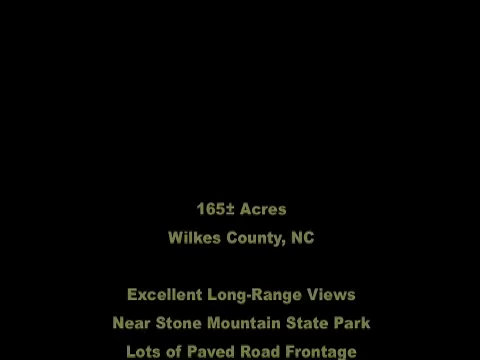 165± Acres
Wilkes County, NC
Excellent Long-Range Views
Near Stone Mountain State Park
Lots of Paved Road Frontage